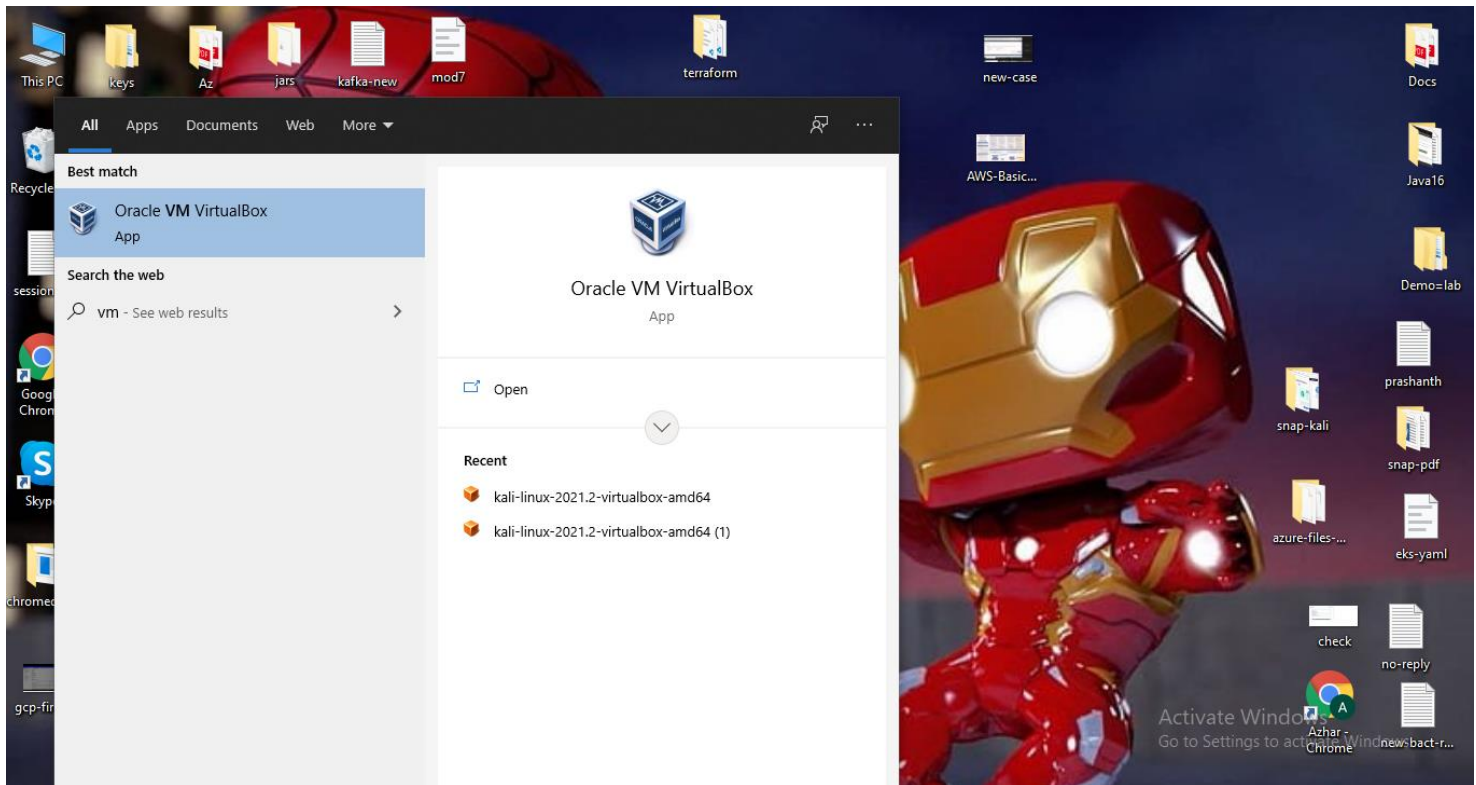 This PC
keys
Az
jars
kafka-new
mod7
terraform
new-case
Docs
All Apps Documents Web More
Best match
Oracle VM VirtualBox
App
Search the web
vm - See web results
Oracle VM VirtualBox
App
Open
Recent
kali-linux-2021.2-virtualbox-amd64
kali-linux-2021.2-virtualbox-amd64 (1)
Recycle
session
Goog
Chron
Skyp
chromed
gcp-fir
AWS-Basic...
Java16
Demo=lab
prashanth
snap-kali
snap-pdf
azure-files-...
eks-yaml
check
no-reply
Azhar -
Chrome
A
new-bact-r...
Activate Windows
Go to Settings to activate Windows.